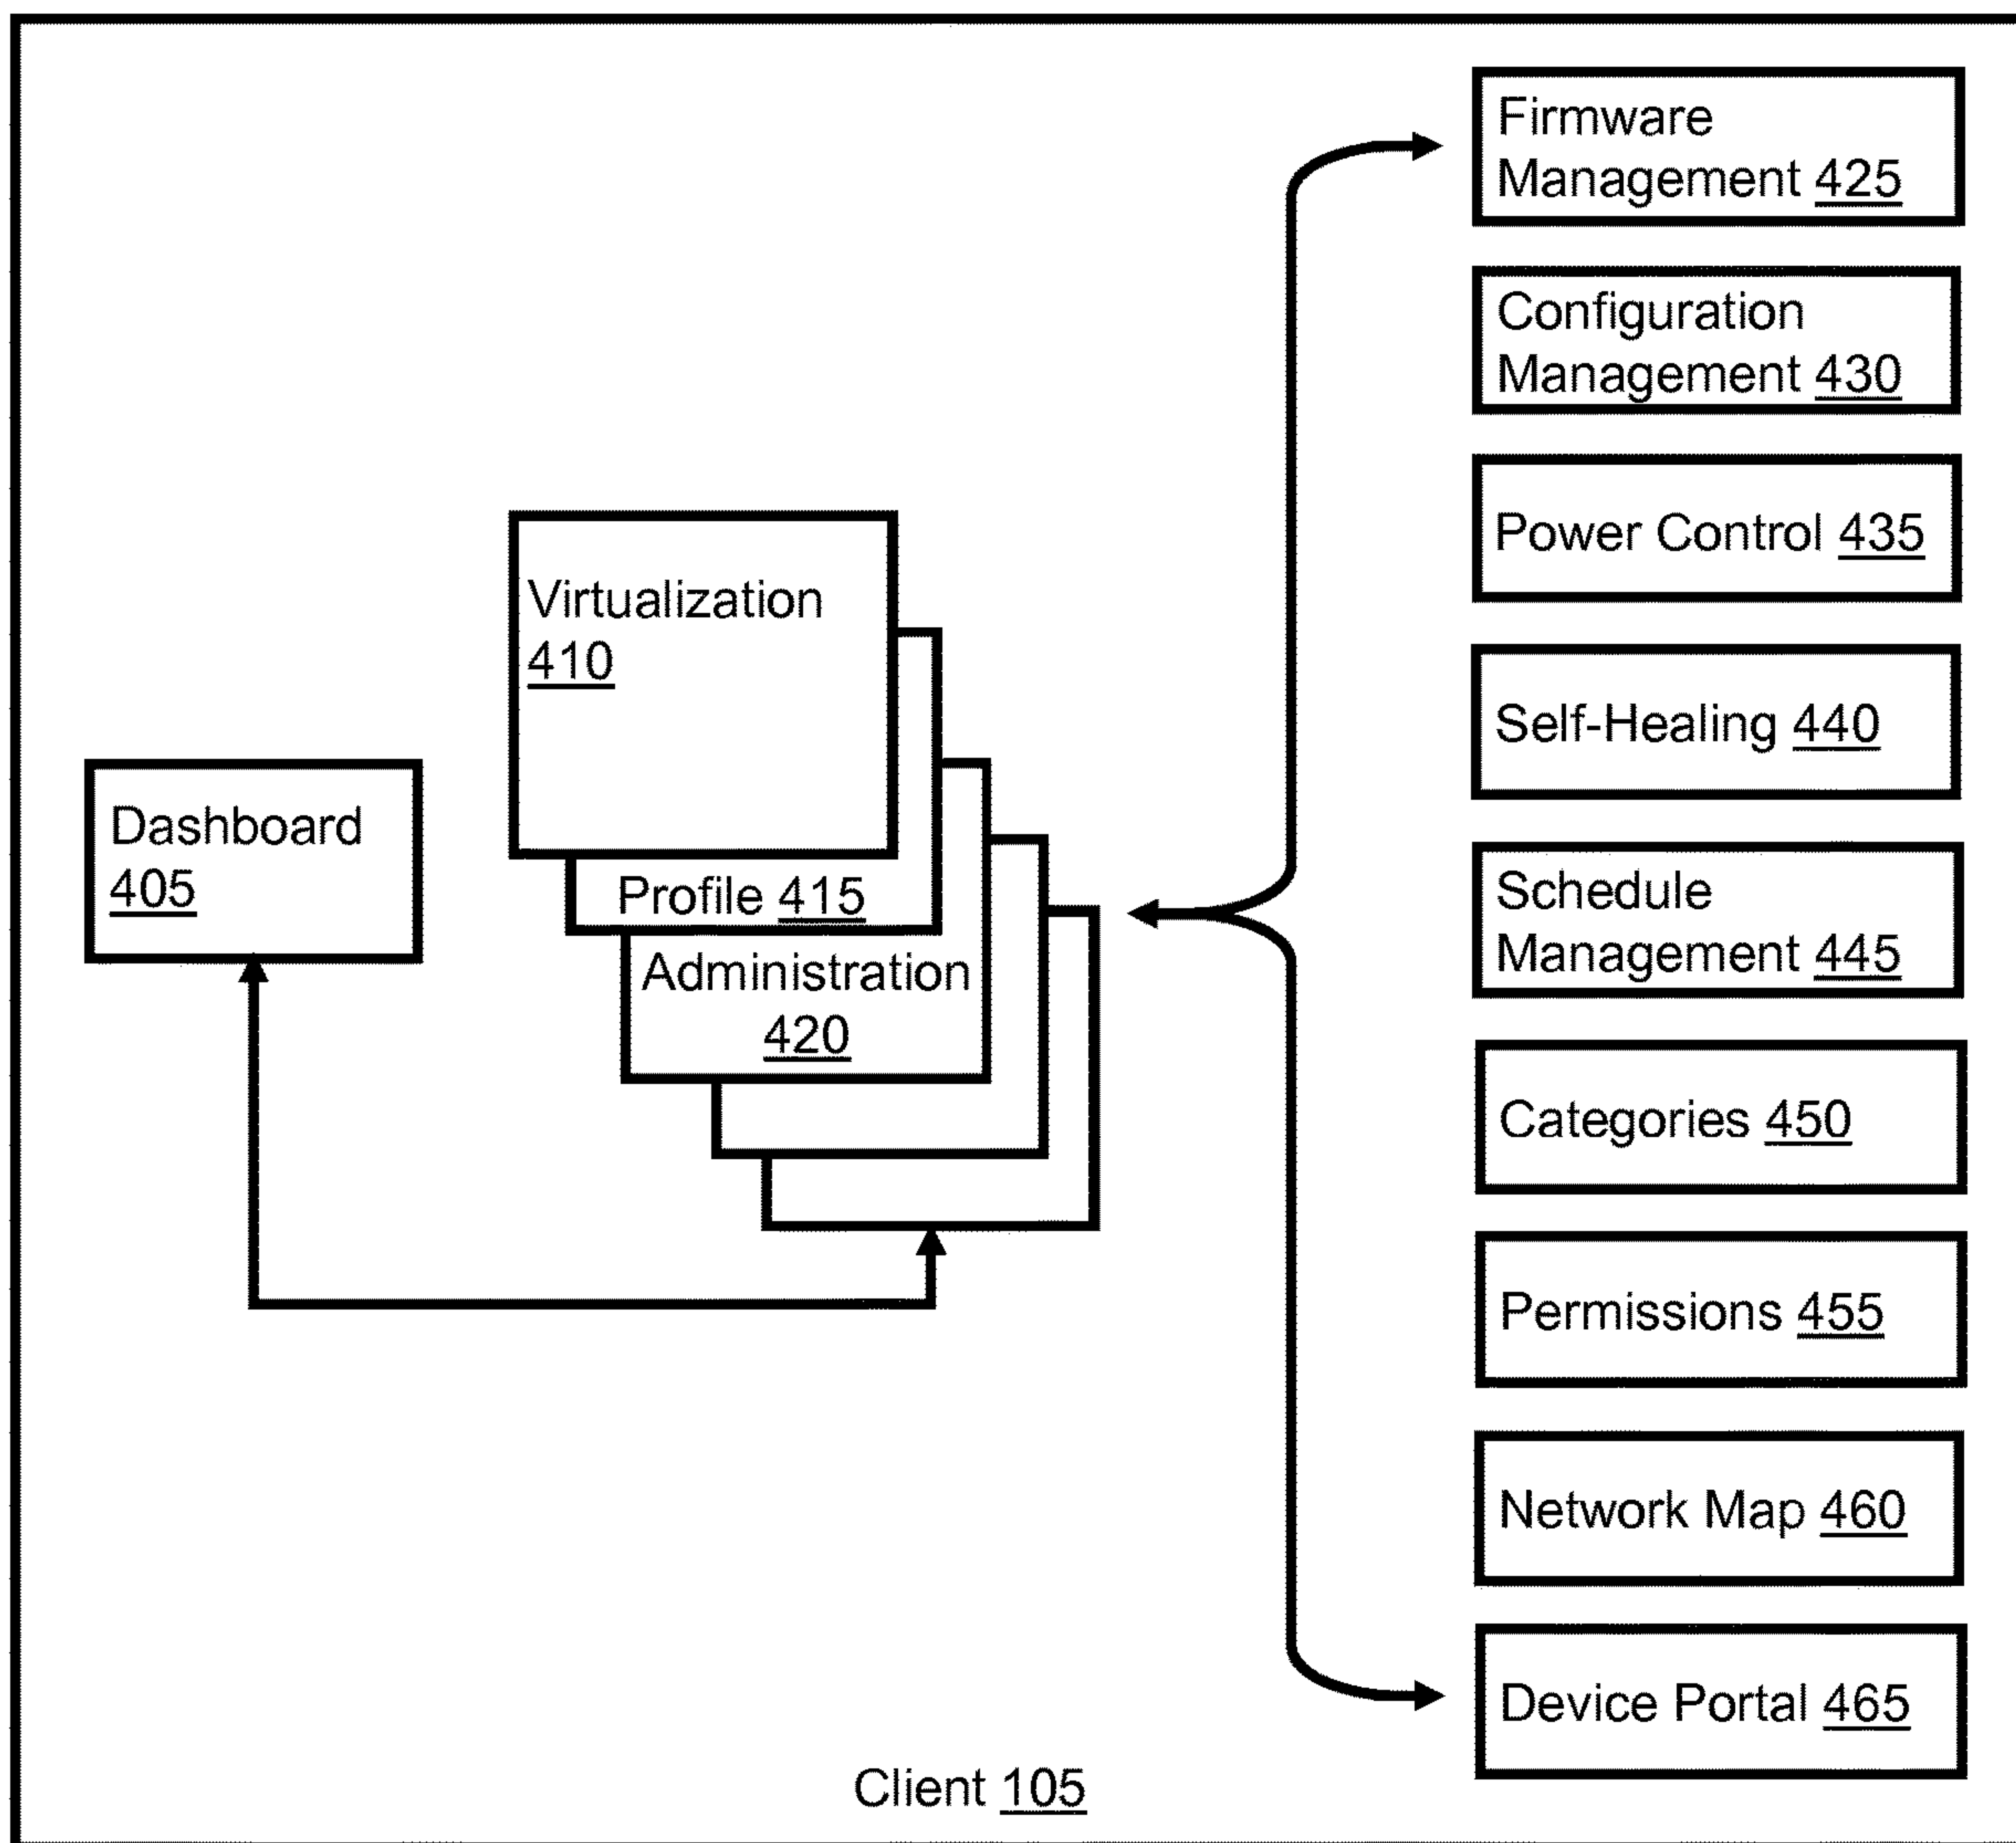 Dashboard
405
Virtualization
410
Profile 415
Administration
420
Firmware
Management 425
Configuration
Management 430
Power Control 435
Self-Healing 440
Schedule
Management 445
Categories 450
Permissions 455
Network Map 460
Device Portal 465
Client 105